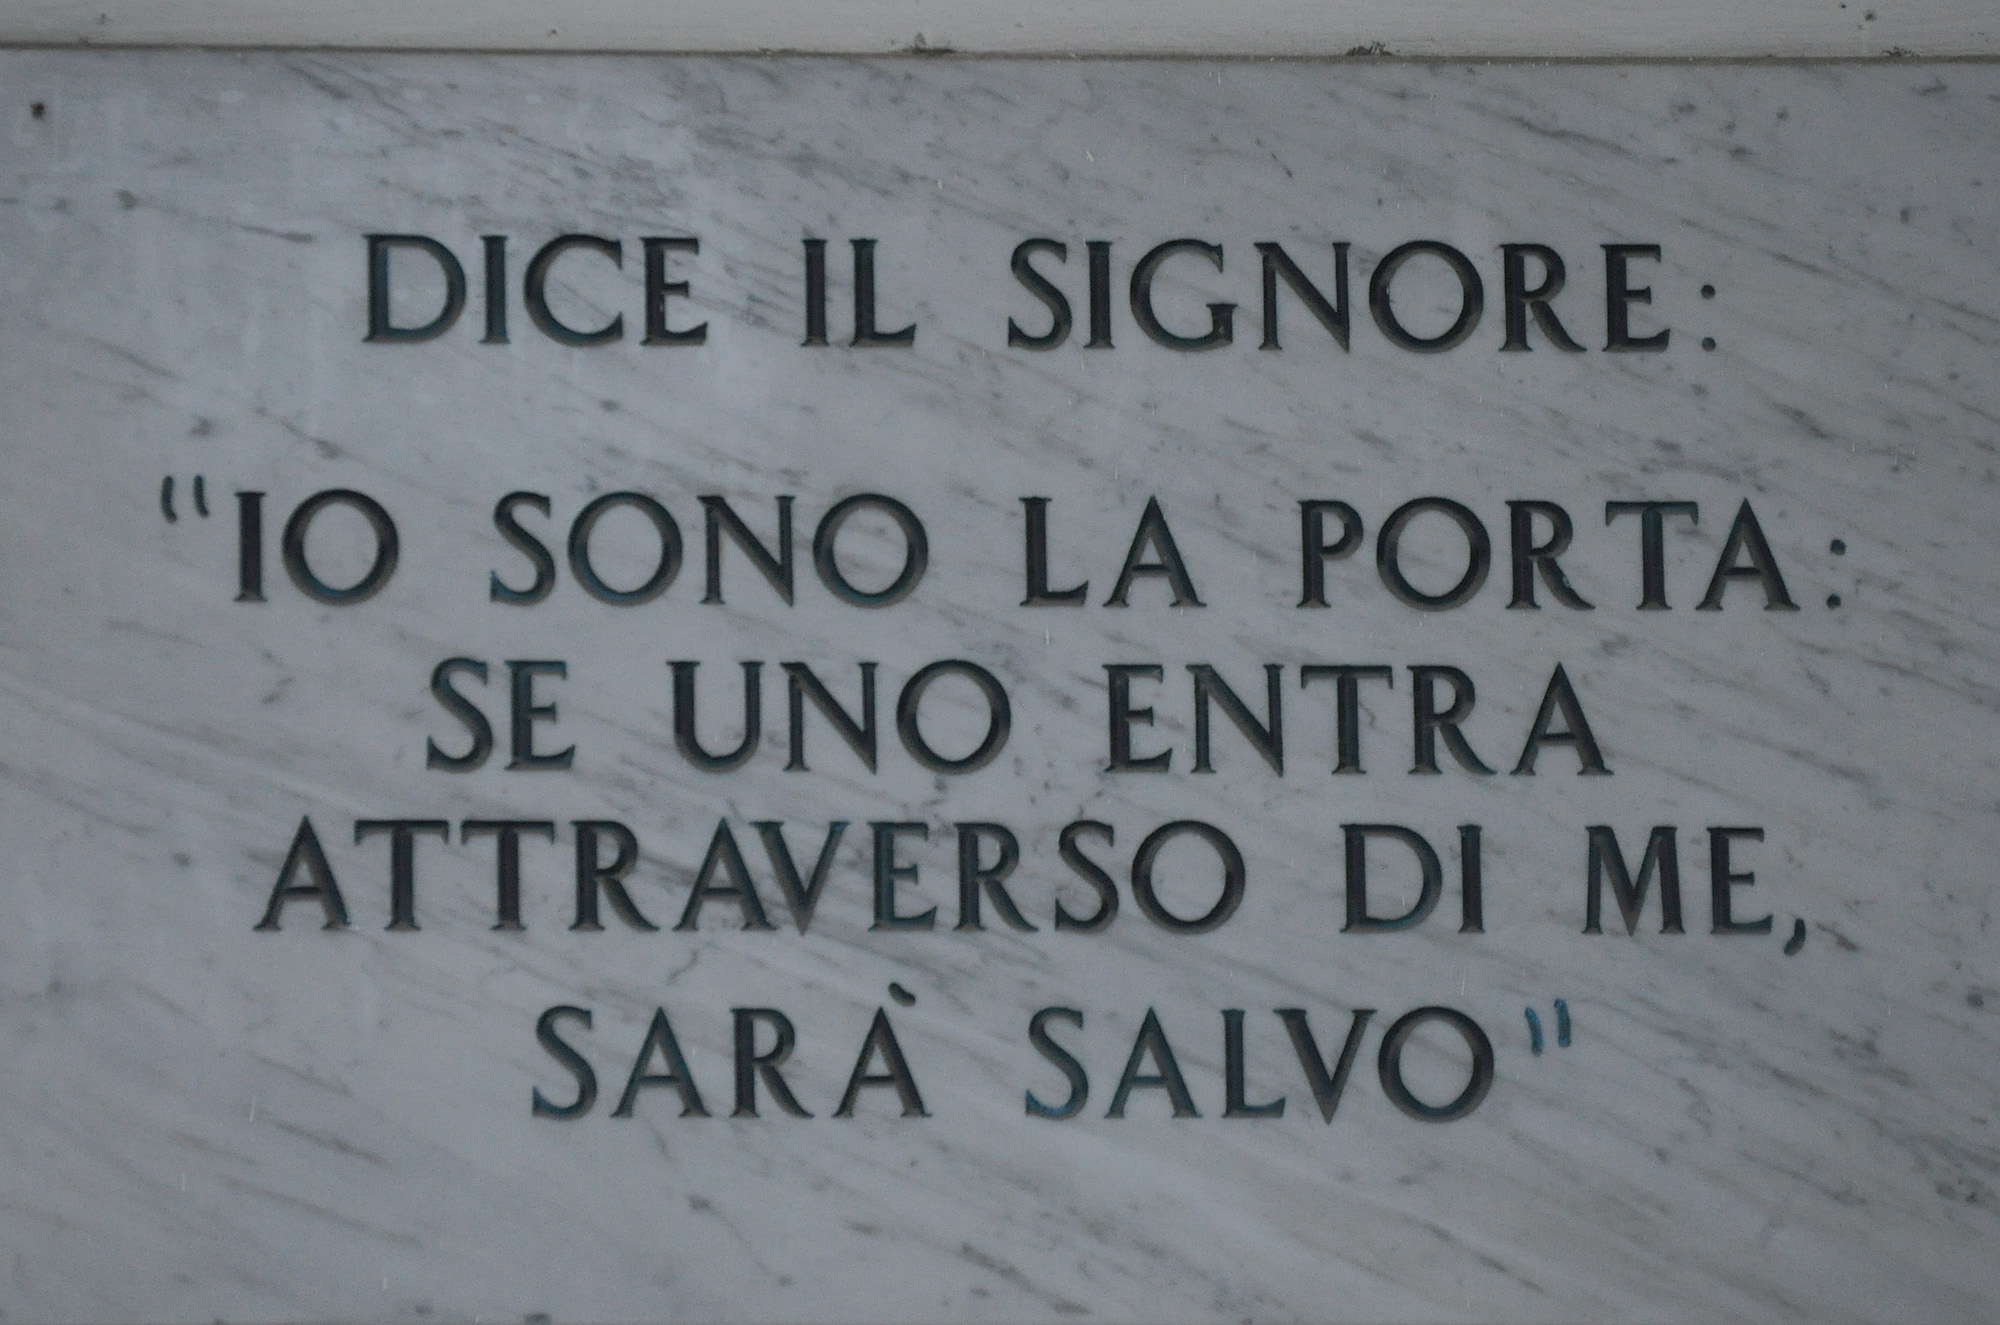 DICE IL SIGNORE:
"IO SONO LA PORTA:
SE UNO ENTRA
ATTRAVERSO DI ME,
SARÀ SALVO"